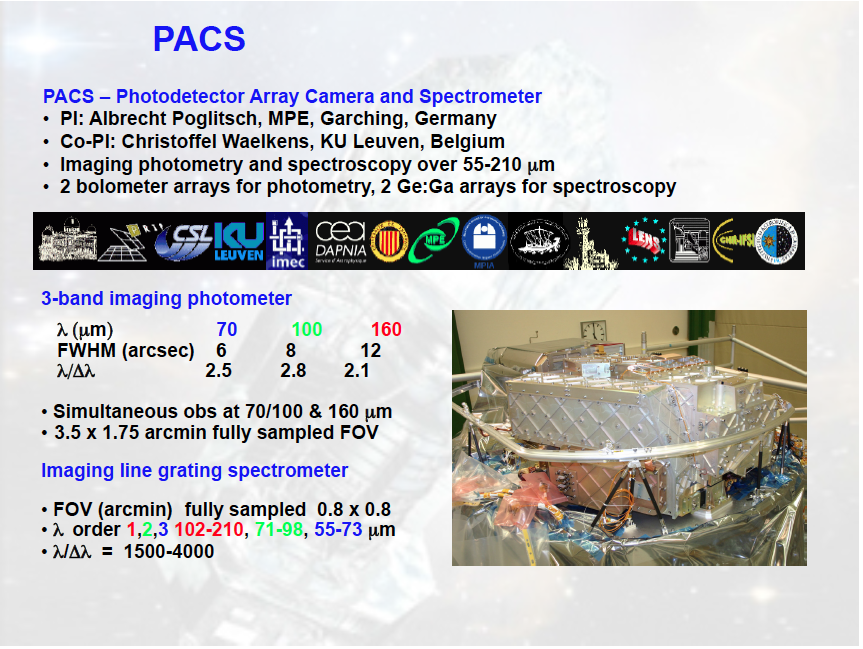 PACS
PACS – Photodetector Array Camera and Spectrometer
• PI: Albrecht Poglitsch, MPE, Garching, Germany
• Co-PI: Christoffel Waelkens, KU Leuven, Belgium
• Imaging photometry and spectroscopy over 55-210 μm
• 2 bolometer arrays for photometry, 2 Ge:Ga arrays for spectroscopy
CSL KU LEUVEN imec cea DAPNIA Service d'Astrophysique MPE MPIA LENS CNR-IFSI
3-band imaging photometer
λ (μm) 70 100 160
FWHM (arcsec) 6 8 12
λ/Δλ 2.5 2.8 2.1
• Simultaneous obs at 70/100 & 160 μm
• 3.5 x 1.75 arcmin fully sampled FOV
Imaging line grating spectrometer
• FOV (arcmin) fully sampled 0.8 x 0.8
• λ order 1,2,3 102-210, 71-98, 55-73 μm
• λ/Δλ = 1500-4000